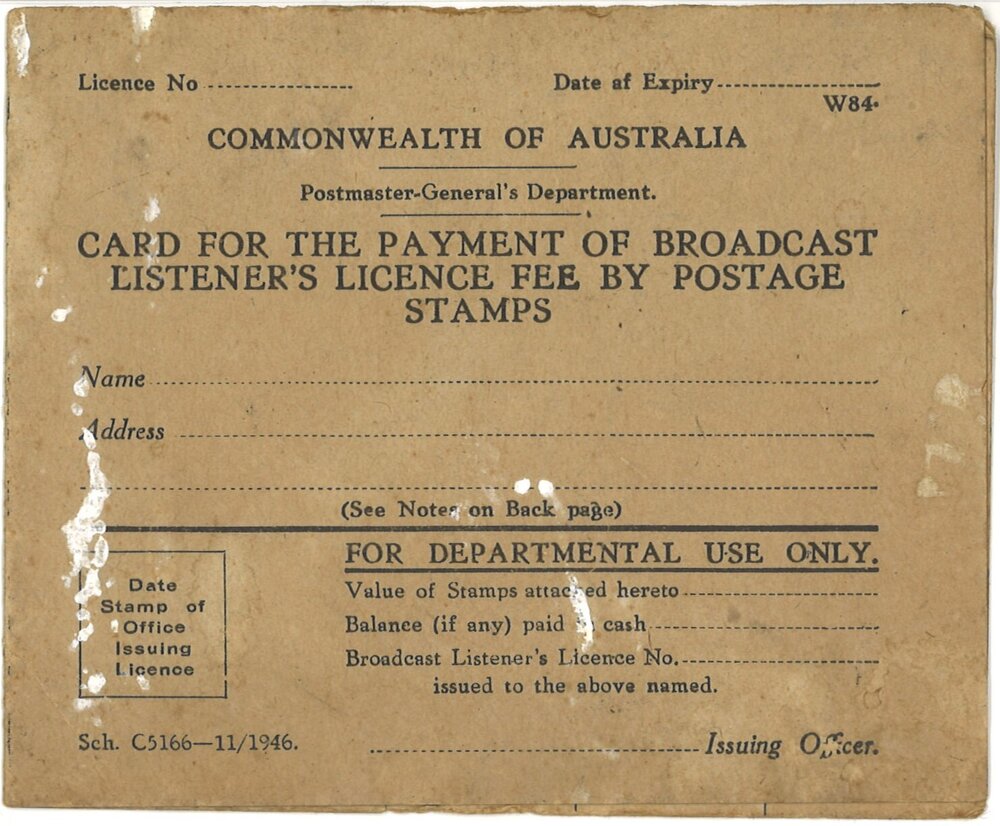 Licence No
Date af Expiry
W84.
COMMONWEALTH OF AUSTRALIA
Postmaster-General's Department.
CARD FOR THE PAYMENT OF BROADCAST
LISTENER'S LICENCE FEE BY POSTAGE
STAMPS
Name
Address
(See Notes on Back page)
FOR DEPARTMENTAL USE ONLY.
Date
Stamp of
Office
Issuing
Licence
Value of Stamps attached hereto
Balance (if any) paid in cash
Broadcast Listener's Licence No.
issued to the above named.
Sch. C5166—11/1946.
Issuing Officer.